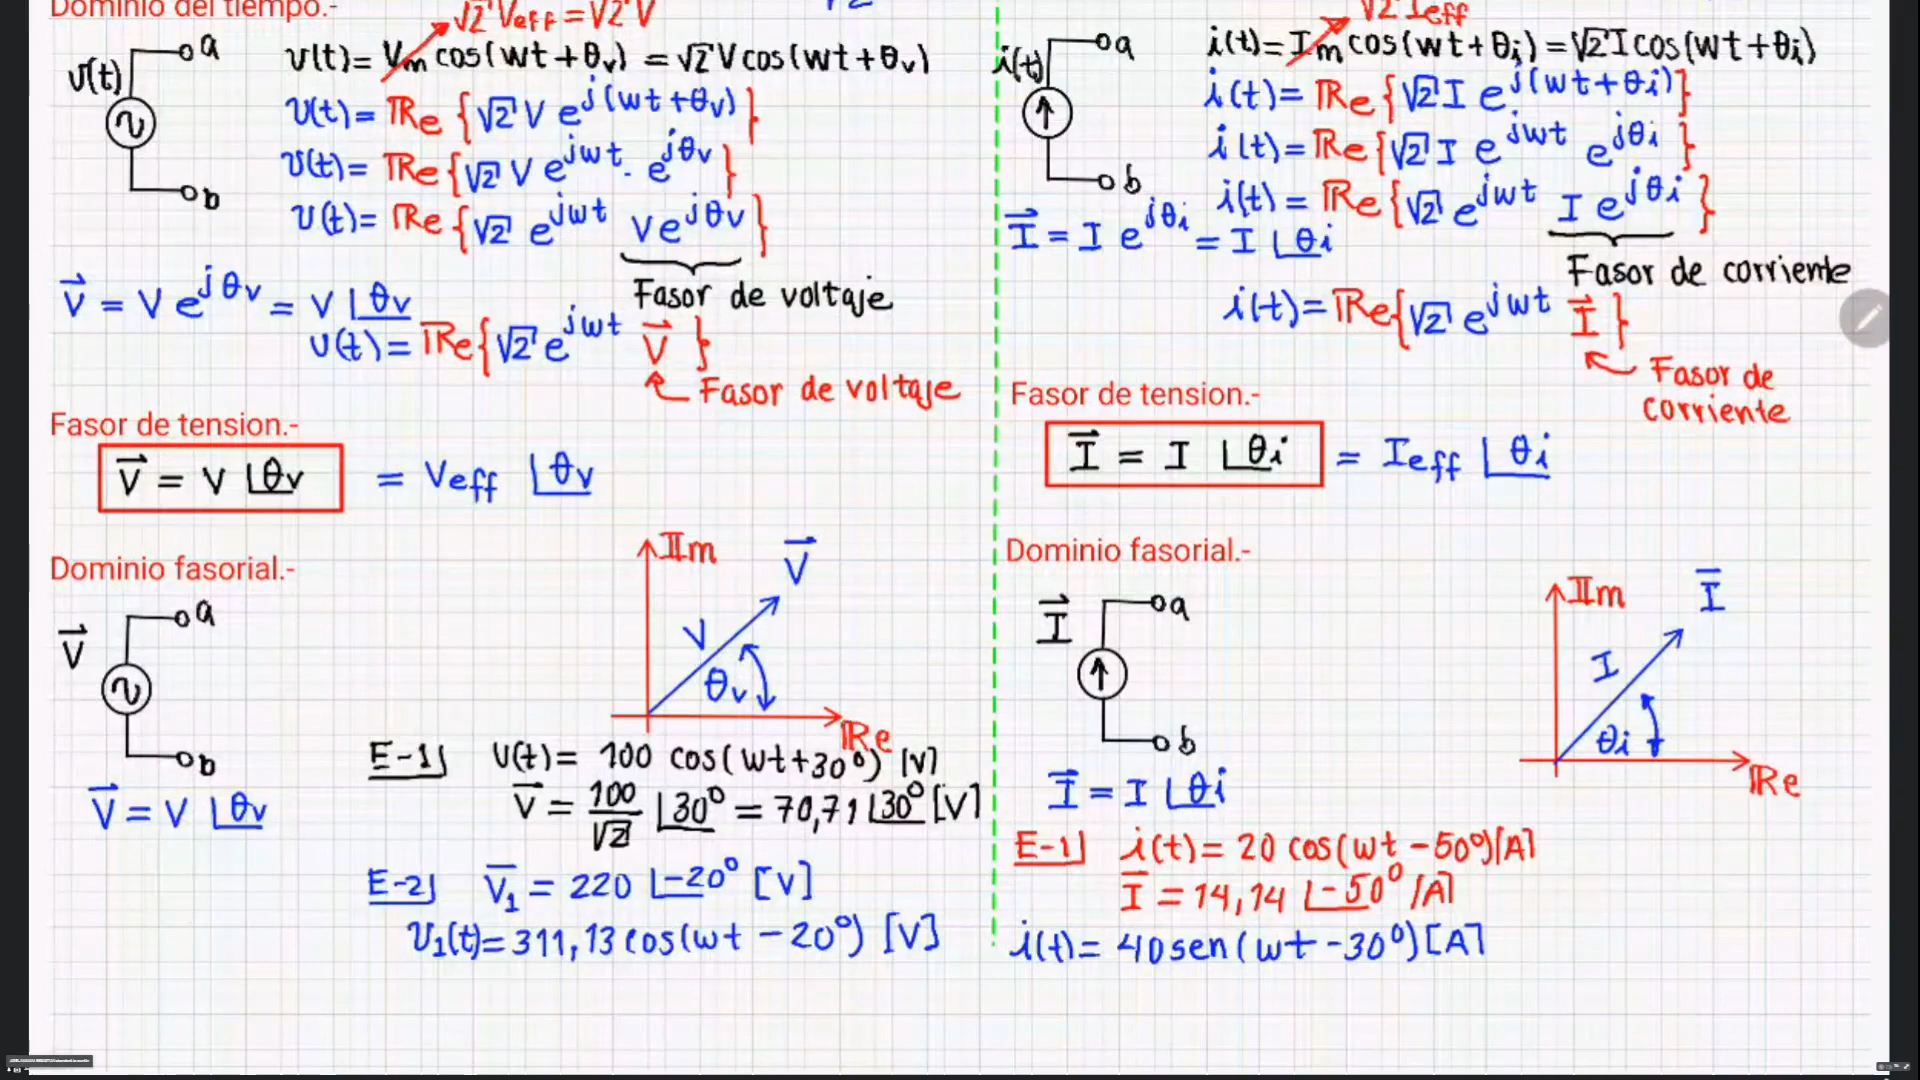 Dominio del tiempo.-
√2 Veff = √2 V
v(t)
a
b
v(t) = Vm cos(wt + θv) = √2 V cos(wt + θv)
v(t) = ℝe {√2 V e^j(wt + θv)}
v(t) = ℝe {√2 V e^jwt · e^jθv}
v(t) = ℝe {√2 e^jwt V e^jθv}
Fasor de voltaje
V⃗ = V e^jθv = V ∠θv
v(t) = ℝe {√2 e^jwt V⃗}
Fasor de voltaje
Fasor de tension.-
V⃗ = V ∠θv = Veff ∠θv
Dominio fasorial.-
V⃗
a
b
V⃗ = V ∠θv
𝕀m
V⃗
V
θv
ℝe
E-1] v(t) = 100 cos(wt+30°) [V]
V⃗ = 100/√2 ∠30° = 70,71 ∠30° [V]
E-2] V̄1 = 220 ∠-20° [V]
v1(t) = 311,13 cos(wt - 20°) [V]
√2 Ieff
i(t)
a
b
i(t) = Im cos(wt + θi) = √2 I cos(wt + θi)
i(t) = ℝe {√2 I e^j(wt + θi)}
i(t) = ℝe {√2 I e^jwt e^jθi}
i(t) = ℝe {√2 e^jwt I e^jθi}
I⃗ = I e^jθi = I ∠θi
Fasor de corriente
i(t) = ℝe {√2 e^jwt I⃗}
Fasor de
corriente
Fasor de tension.-
I⃗ = I ∠θi = Ieff ∠θi
Dominio fasorial.-
I⃗
a
b
I⃗ = I ∠θi
𝕀m
I̅
I
θi
ℝe
E-1] i(t) = 20 cos(wt - 50°) [A]
I̅ = 14,14 ∠-50° [A]
i(t) = 40 sen(wt - 30°) [A]